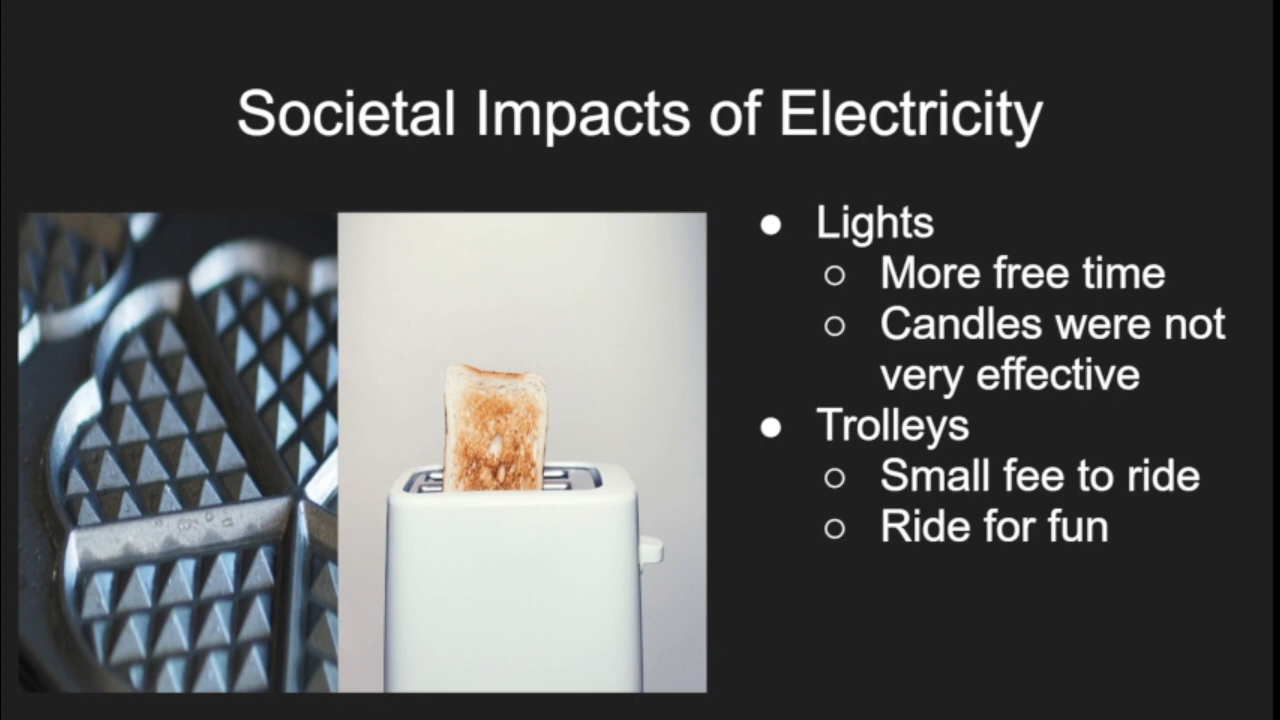 Societal Impacts of Electricity
● Lights
○ More free time
○ Candles were not
very effective
● Trolleys
○ Small fee to ride
○ Ride for fun